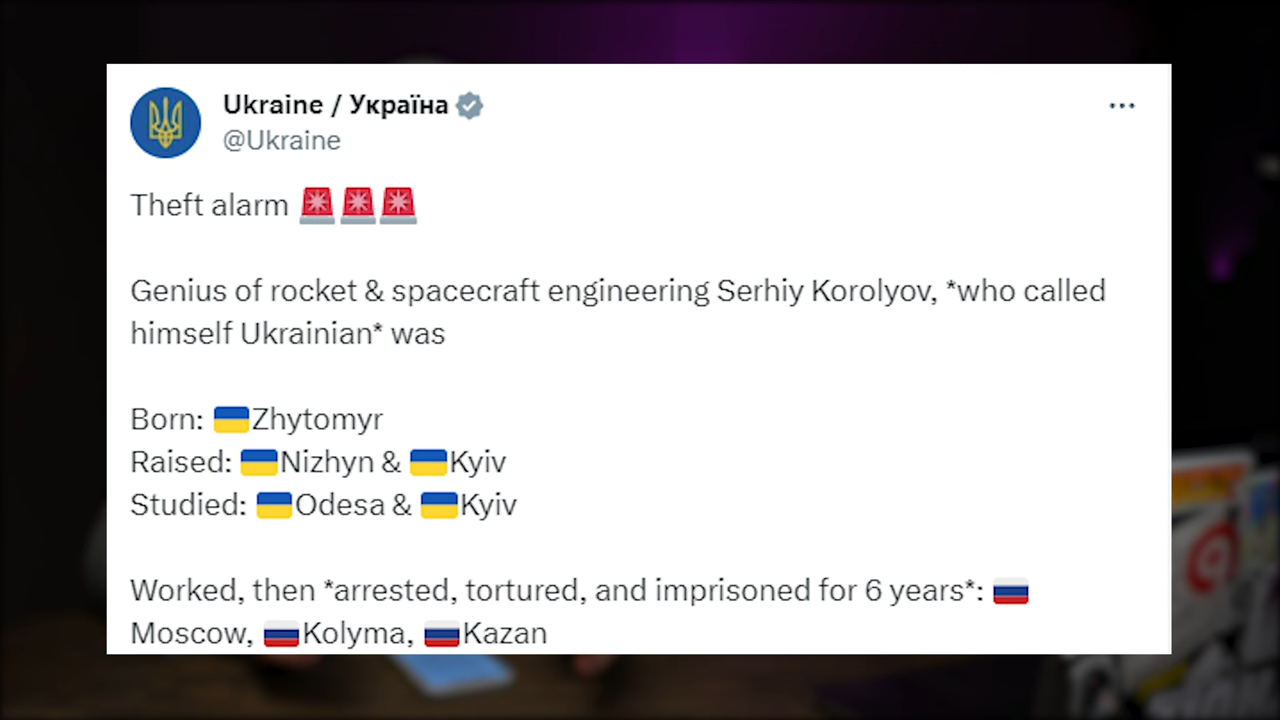 Ukraine / Україна
@Ukraine
Theft alarm 🚨🚨🚨
Genius of rocket & spacecraft engineering Serhiy Korolyov, *who called
himself Ukrainian* was
Born: 🇺🇦Zhytomyr
Raised: 🇺🇦Nizhyn & 🇺🇦Kyiv
Studied: 🇺🇦Odesa & 🇺🇦Kyiv
Worked, then *arrested, tortured, and imprisoned for 6 years*: 🇷🇺
Moscow, 🇷🇺Kolyma, 🇷🇺Kazan